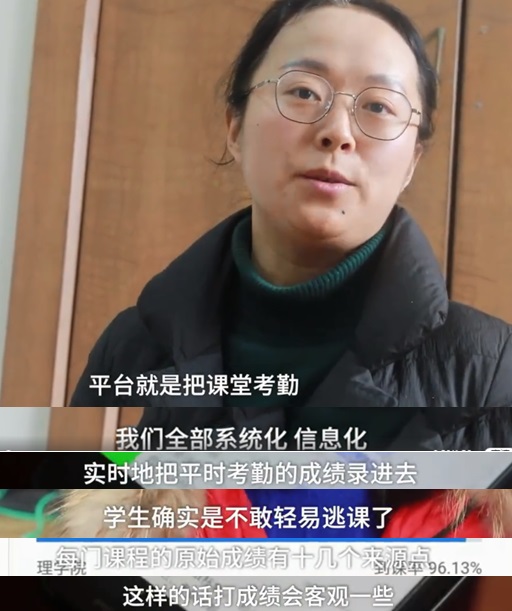 平台就是把课堂考勤
我们全部系统化 信息化
实时地把平时考勤的成绩录进去
学生确实是不敢轻易逃课了
每门课程的原始成绩有十几个来源点
理学院 到课率 96.13%
这样的话打成绩会客观一些